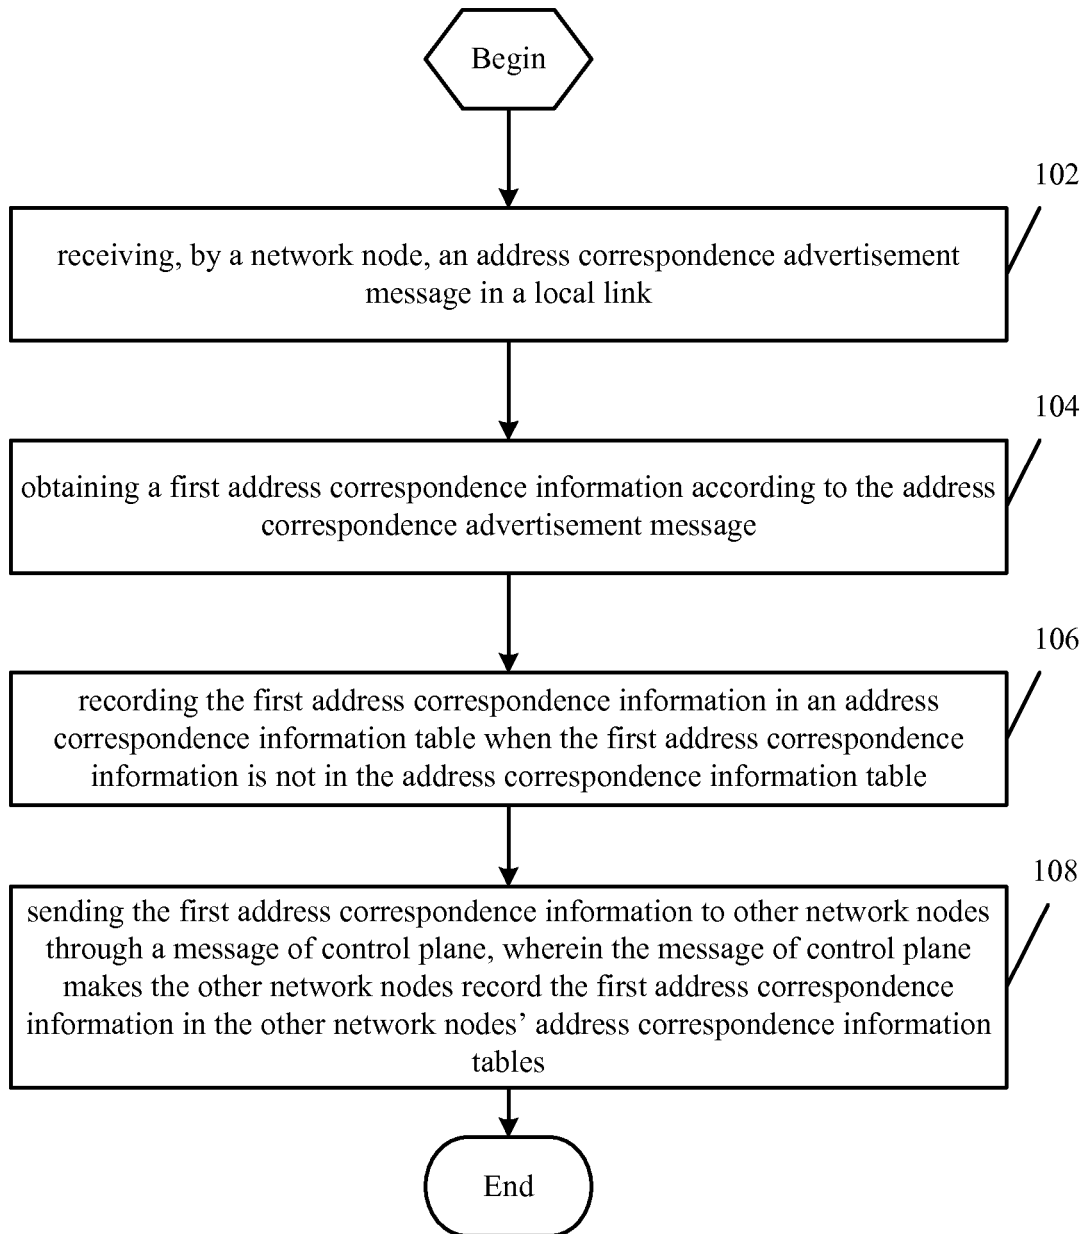 Begin
102
receiving, by a network node, an address correspondence advertisement
message in a local link
104
obtaining a first address correspondence information according to the address
correspondence advertisement message
106
recording the first address correspondence information in an address
correspondence information table when the first address correspondence
information is not in the address correspondence information table
108
sending the first address correspondence information to other network nodes
through a message of control plane, wherein the message of control plane
makes the other network nodes record the first address correspondence
information in the other network nodes’ address correspondence information
tables
End